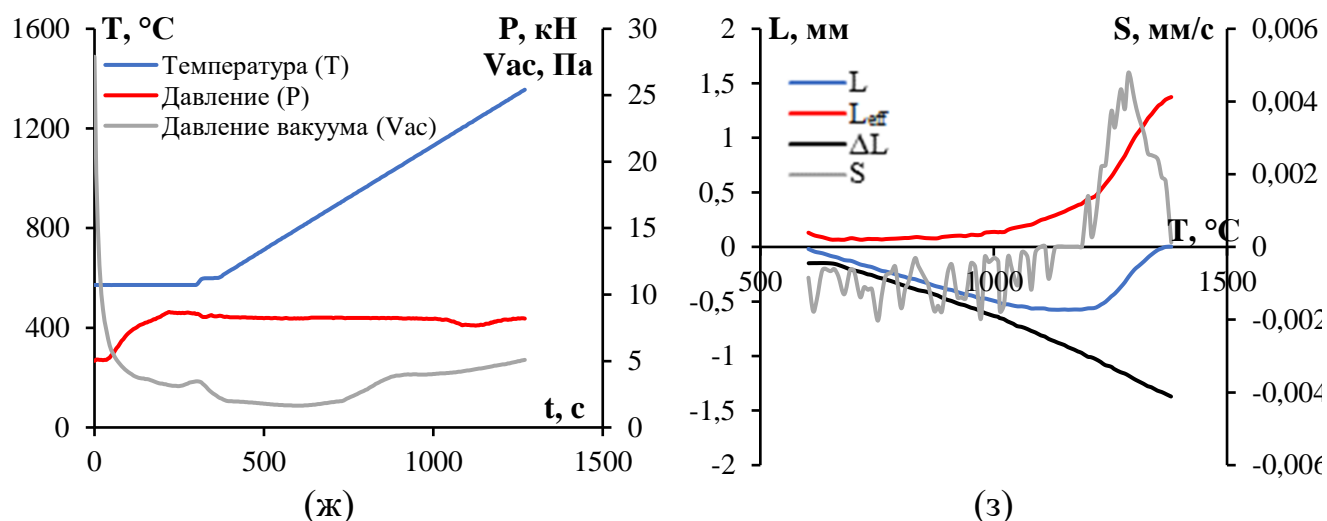 T, °C
P, кН
Vac, Па
1600
1200
800
400
0
30
25
20
15
10
5
0
Температура (T)
Давление (P)
Давление вакуума (Vac)
t, с
0
500
1000
1500
(ж)
L, мм
S, мм/с
2
1,5
1
0,5
0
-0,5
-1
-1,5
-2
0,006
0,004
0,002
0
-0,002
-0,004
-0,006
L
Leff
ΔL
S
T, °C
500
1000
1500
(з)